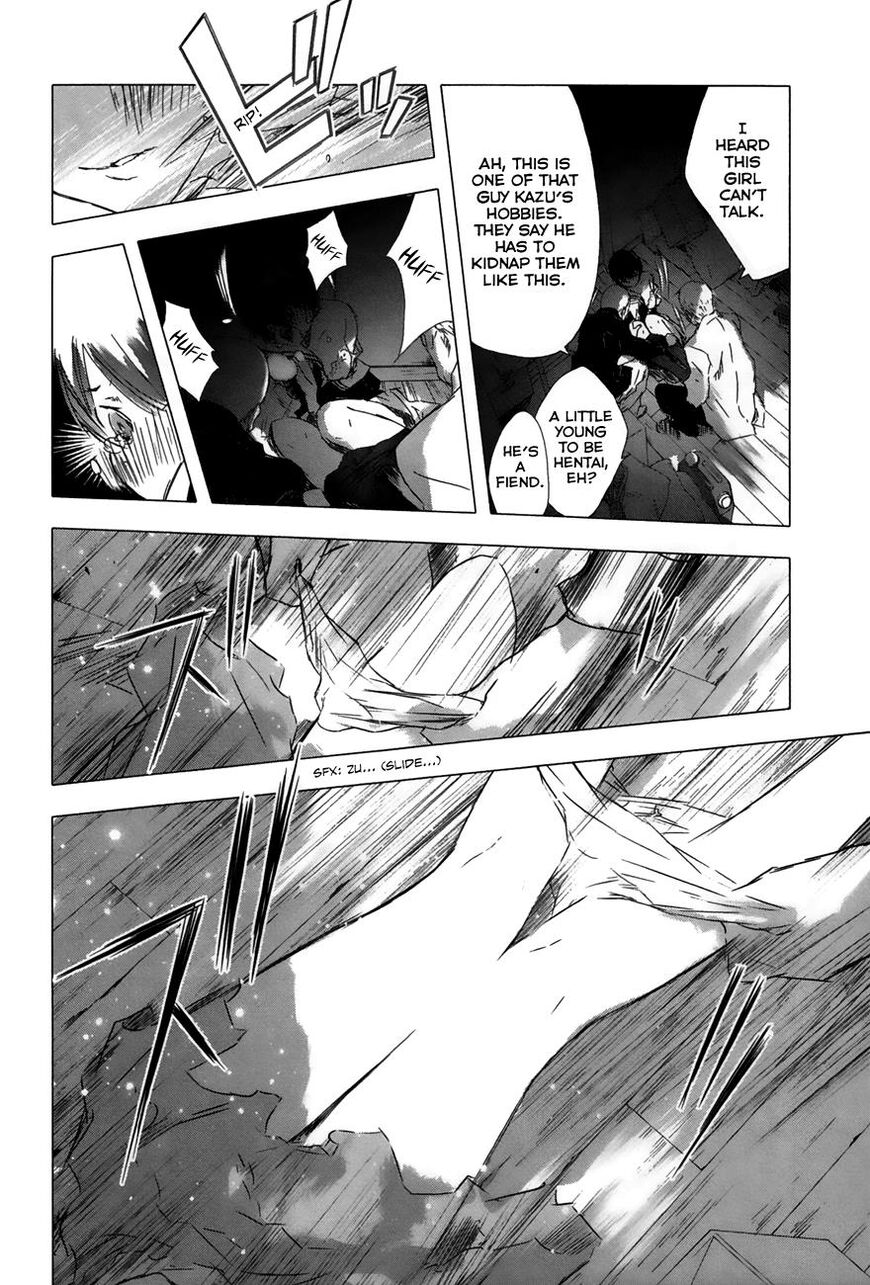 I
HEARD
THIS
GIRL
CAN'T
TALK.
AH, THIS IS
ONE OF THAT
GUY KAZU'S
HOBBIES.
THEY SAY HE
HAS TO
KIDNAP THEM
LIKE THIS.
A LITTLE
YOUNG
TO BE
HENTAI,
EH?
HE'S
A
FIEND.
RIP!
HUFF
HUFF
HUFF
SFX: ZU... (SLIDE...)